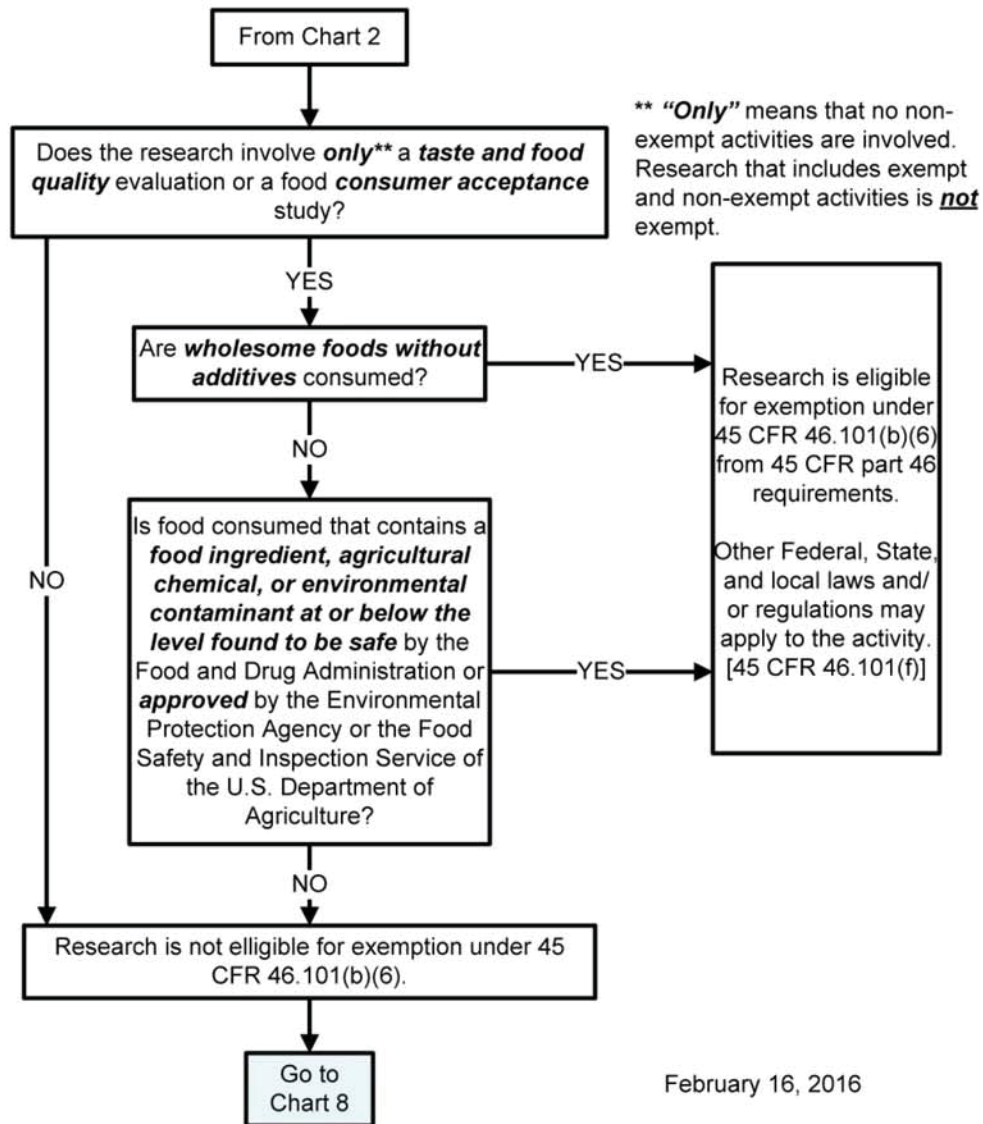 From Chart 2
Does the research involve only** a taste and food
quality evaluation or a food consumer acceptance
study?
** "Only" means that no non-
exempt activities are involved.
Research that includes exempt
and non-exempt activities is not
exempt.
YES
Are wholesome foods without
additives consumed?
YES
Research is eligible
for exemption under
45 CFR 46.101(b)(6)
from 45 CFR part 46
requirements.
Other Federal, State,
and local laws and/
or regulations may
apply to the activity.
[45 CFR 46.101(f)]
NO
Is food consumed that contains a
food ingredient, agricultural
chemical, or environmental
contaminant at or below the
level found to be safe by the
Food and Drug Administration or
approved by the Environmental
Protection Agency or the Food
Safety and Inspection Service of
the U.S. Department of
Agriculture?
YES
NO
NO
Research is not elligible for exemption under 45
CFR 46.101(b)(6).
Go to
Chart 8
February 16, 2016